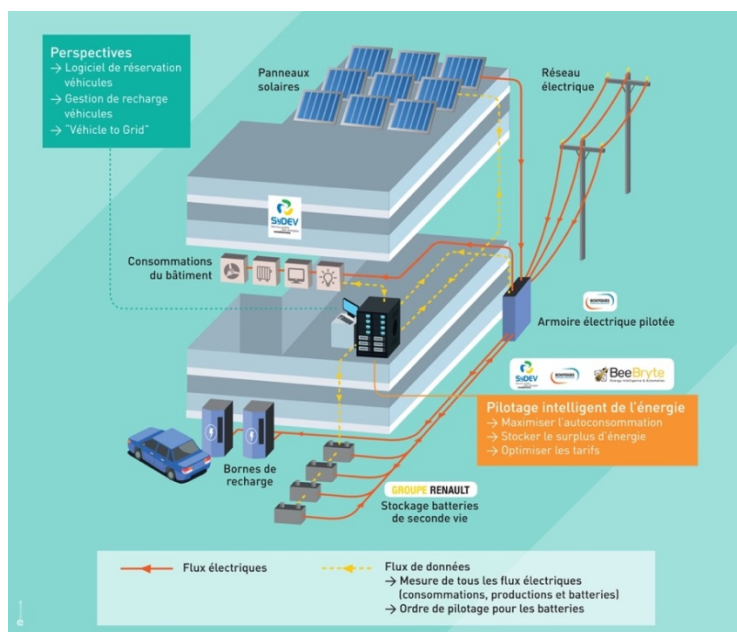 Perspectives
→ Logiciel de réservation
véhicules
→ Gestion de recharge
véhicules
→ "Véhicle to Grid"
Panneaux
solaires
Réseau
électrique
SyDEV
Consommations
du bâtiment
Armoire électrique pilotée
SyDEV
BeeBryte
Energy Intelligence & Automation
Pilotage intelligent de l'énergie
→ Maximiser l'autoconsommation
→ Stocker le surplus d'énergie
→ Optimiser les tarifs
Bornes de
recharge
GROUPE RENAULT
Stockage batteries
de seconde vie
Flux électriques
Flux de données
→ Mesure de tous les flux électriques
(consommations, productions et batteries)
→ Ordre de pilotage pour les batteries